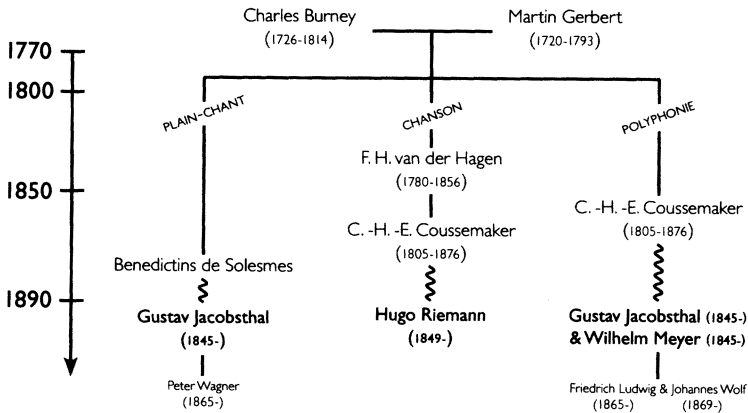 Charles Burney
(1726-1814)
Martin Gerbert
(1720-1793)
1770
1800
1850
1890
PLAIN-CHANT
Benedictins de Solesmes
Gustav Jacobsthal
(1845-)
Peter Wagner
(1865-)
CHANSON
F. H. van der Hagen
(1780-1856)
C. -H. -E. Coussemaker
(1805-1876)
Hugo Riemann
(1849-)
POLYPHONIE
C. -H. -E. Coussemaker
(1805-1876)
Gustav Jacobsthal (1845-)
& Wilhelm Meyer (1845-)
Friedrich Ludwig & Johannes Wolf
(1865-) (1869-)